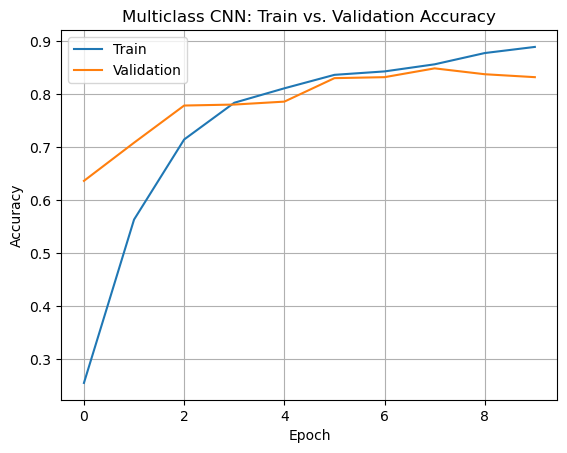 Multiclass CNN: Train vs. Validation Accuracy
Train
Validation
0.9
0.8
0.7
0.6
0.5
0.4
0.3
Accuracy
0 2 4 6 8
Epoch